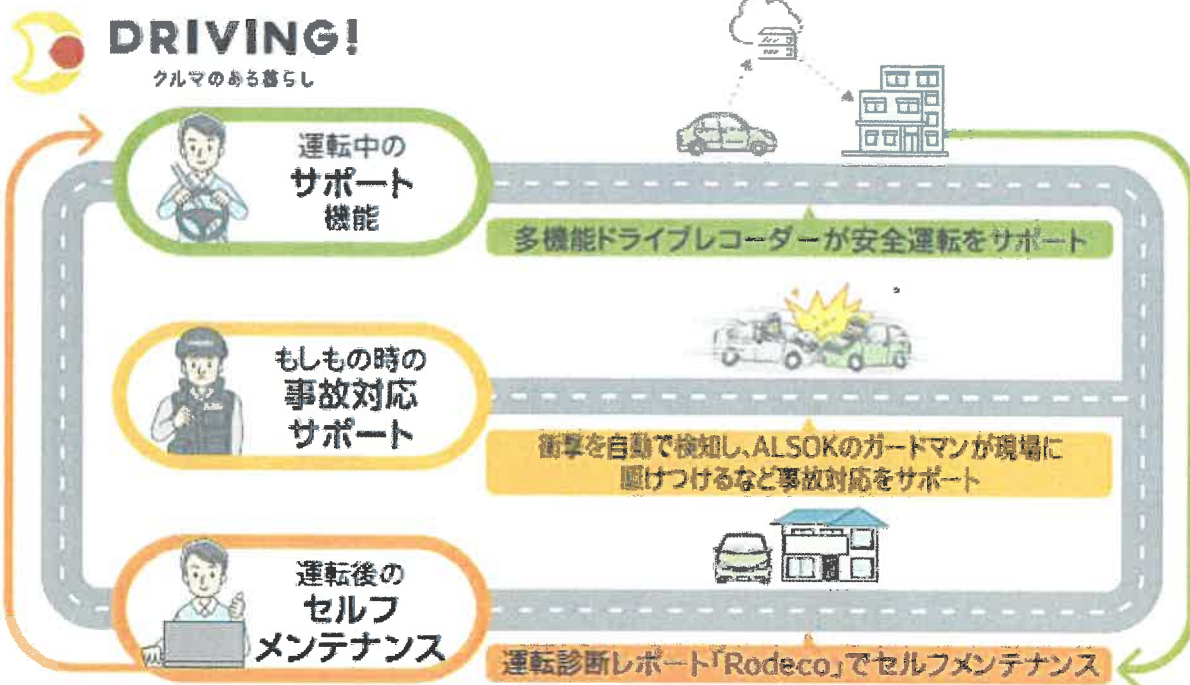 DRIVING!
クルマのある暮らし
運転中の
サポート
機能
多機能ドライブレコーダーが安全運転をサポート
もしもの時の
事故対応
サポート
衝撃を自動で検知し、ALSOKのガードマンが現場に
駆けつけるなど事故対応をサポート
運転後の
セルフ
メンテナンス
運転診断レポート「Rodeco」でセルフメンテナンス